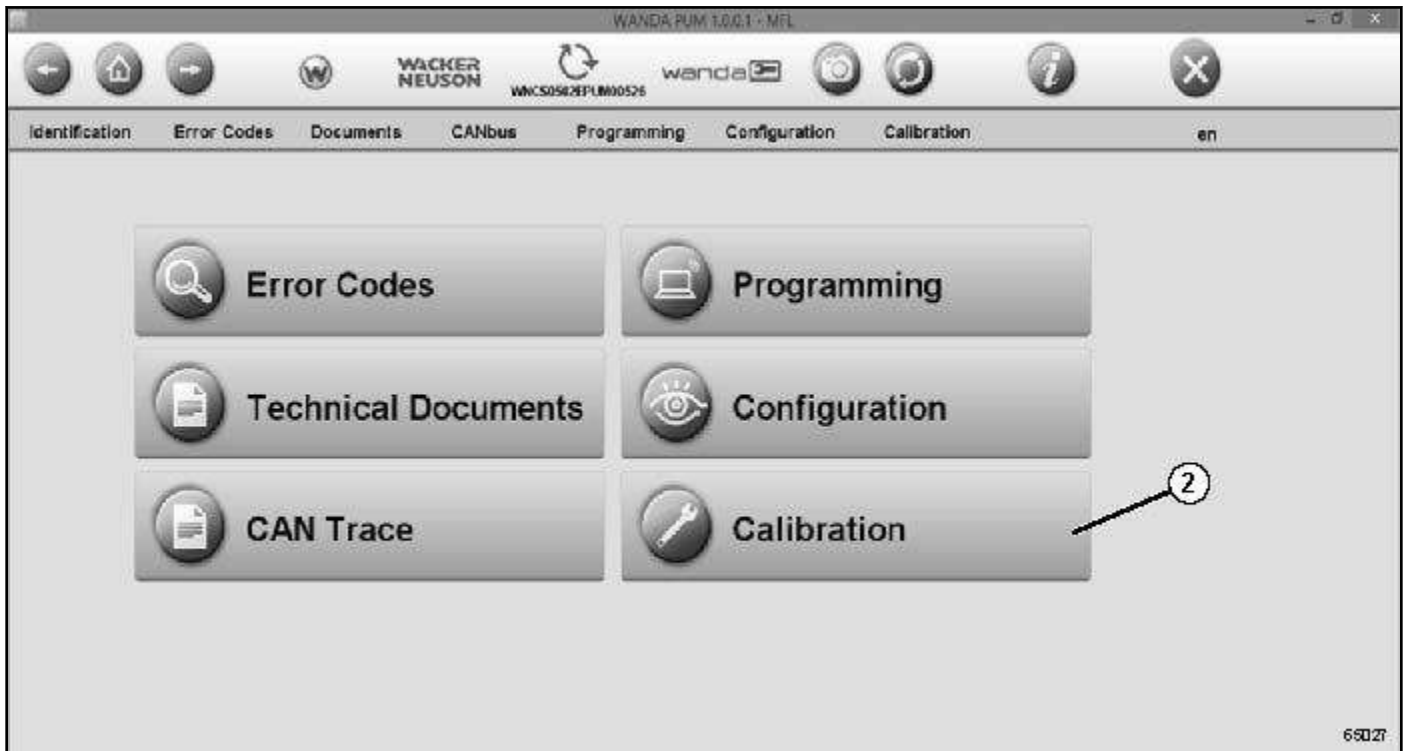 WANDA PUM 1.0.0.1 - MFL
WACKER
NEUSON
WNCS0502EPUM00526
wanda
Identification Error Codes Documents CANbus Programming Configuration Calibration en
Error Codes Programming
Technical Documents Configuration
2
CAN Trace Calibration
65027